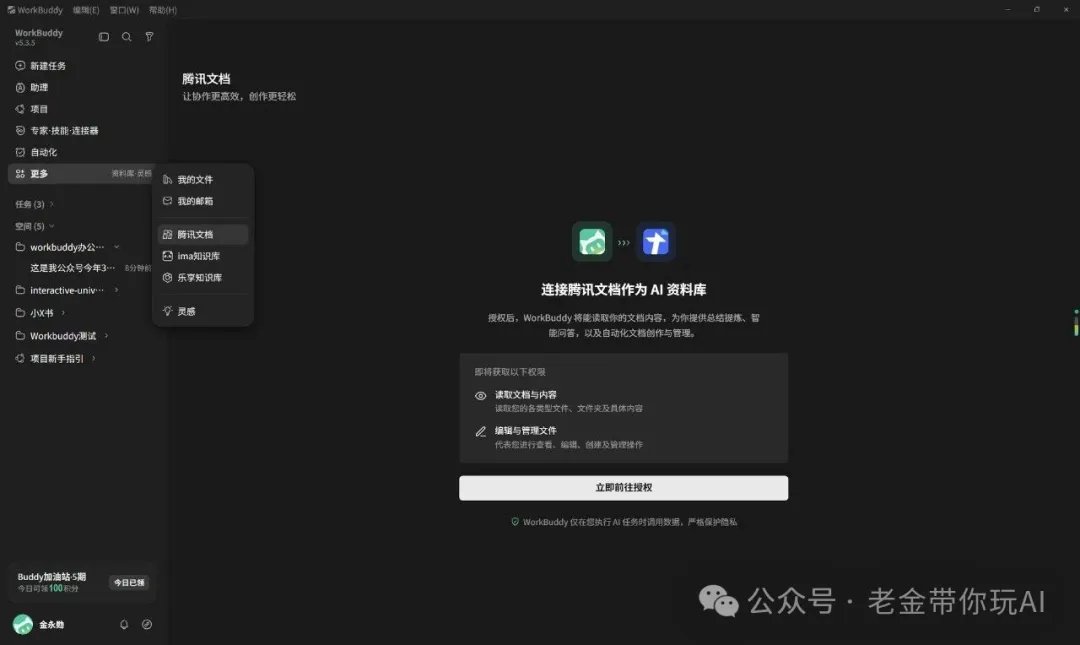 WorkBuddy 编辑(E) 窗口(W) 帮助(H)
WorkBuddy
v5.3.5
新建任务
助理
项目
专家·技能·连接器
自动化
更多 资料库·灵感
任务 (3)
空间 (5)
workbuddy办公···
这是我公众号今年3··· 8分钟前
interactive-univ···
小X书
Workbuddy测试
项目新手指引
Buddy加油站·5期
今日可领100积分
今日已领
金永勋
我的文件
我的邮箱
腾讯文档
ima知识库
乐享知识库
灵感
腾讯文档
让协作更高效，创作更轻松
连接腾讯文档作为 AI 资料库
授权后，WorkBuddy 将能读取你的文档内容，为你提供总结提炼、智
能问答，以及自动化文档创作与管理。
即将获取以下权限
读取文档与内容
读取您的各类型文件、文件夹及具体内容
编辑与管理文件
代表您进行查看、编辑、创建及管理操作
立即前往授权
WorkBuddy 仅在您执行 AI 任务时调用数据，严格保护隐私
公众号 · 老金带你玩AI